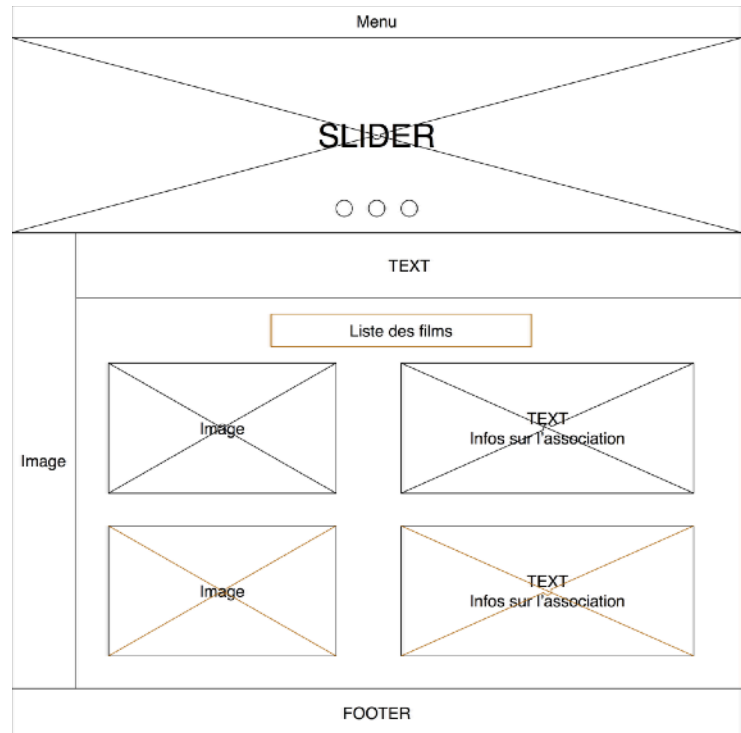 Menu
SLIDER
TEXT
Liste des films
Image
TEXT
Infos sur l'association
Image
Image
TEXT
Infos sur l'association
FOOTER